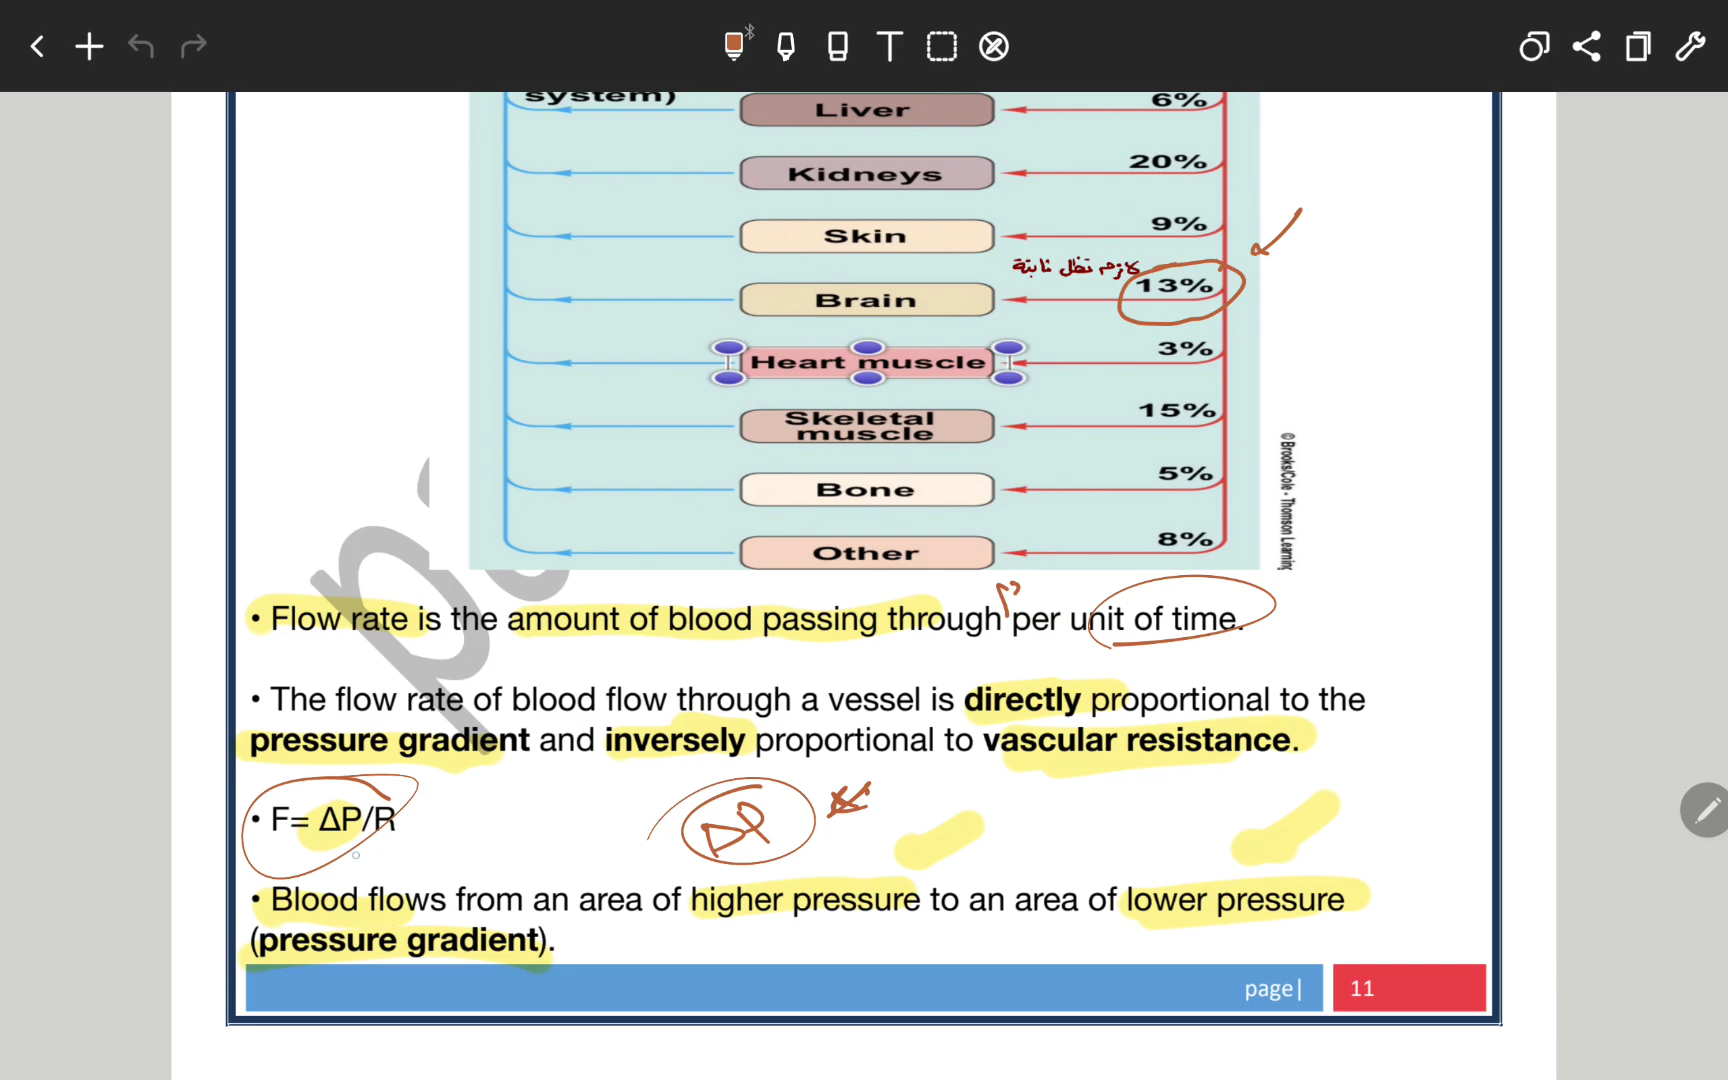 system)
Liver 6%
Kidneys 20%
Skin 9%
لازم تظل ثابتة
Brain 13%
Heart muscle 3%
Skeletal
muscle 15%
Bone 5%
Other 8%
©Brooks/Cole - Thomson Learning
• Flow rate is the amount of blood passing through per unit of time.
• The flow rate of blood flow through a vessel is directly proportional to the
pressure gradient and inversely proportional to vascular resistance.
• F= ΔP/R
ΔP
• Blood flows from an area of higher pressure to an area of lower pressure
(pressure gradient).
page| 11